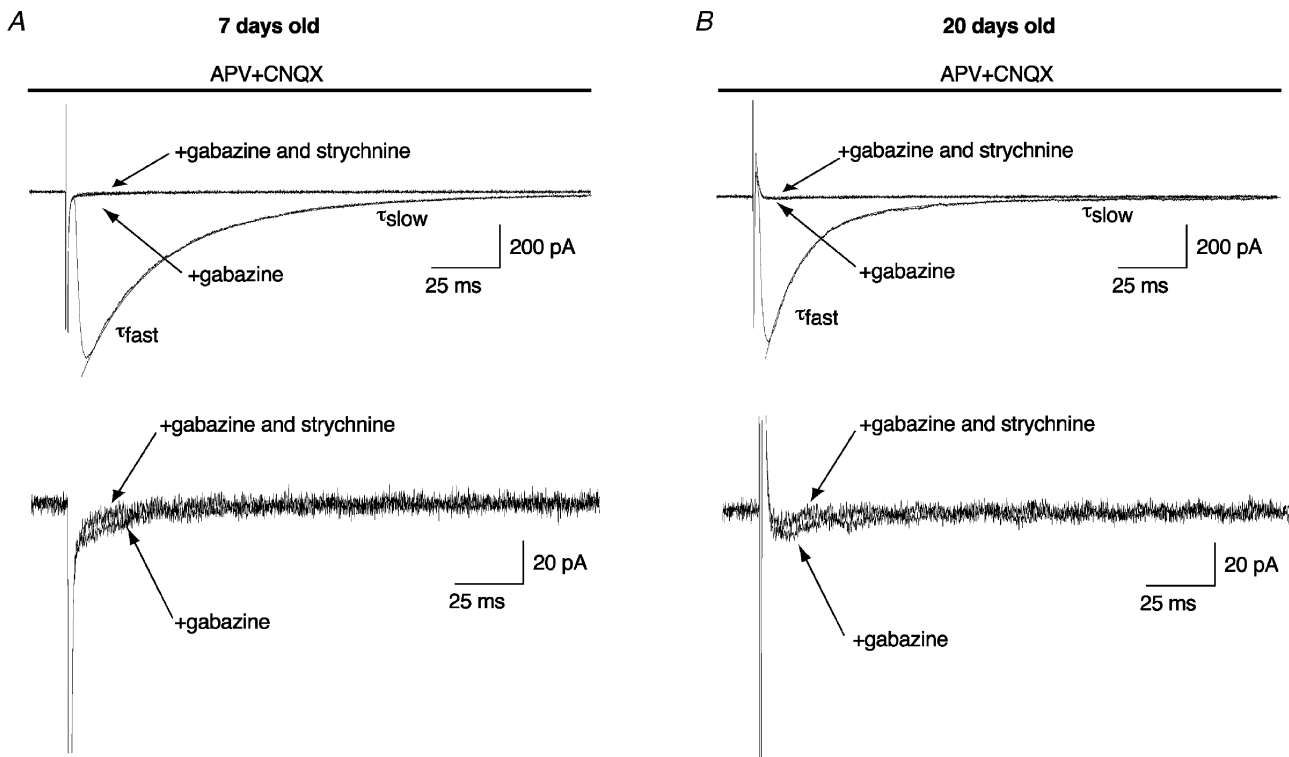 A
7 days old
APV+CNQX
+gabazine and strychnine
τslow
200 pA
+gabazine
25 ms
τfast
+gabazine and strychnine
20 pA
25 ms
+gabazine
B
20 days old
APV+CNQX
+gabazine and strychnine
τslow
200 pA
+gabazine
25 ms
τfast
+gabazine and strychnine
20 pA
25 ms
+gabazine